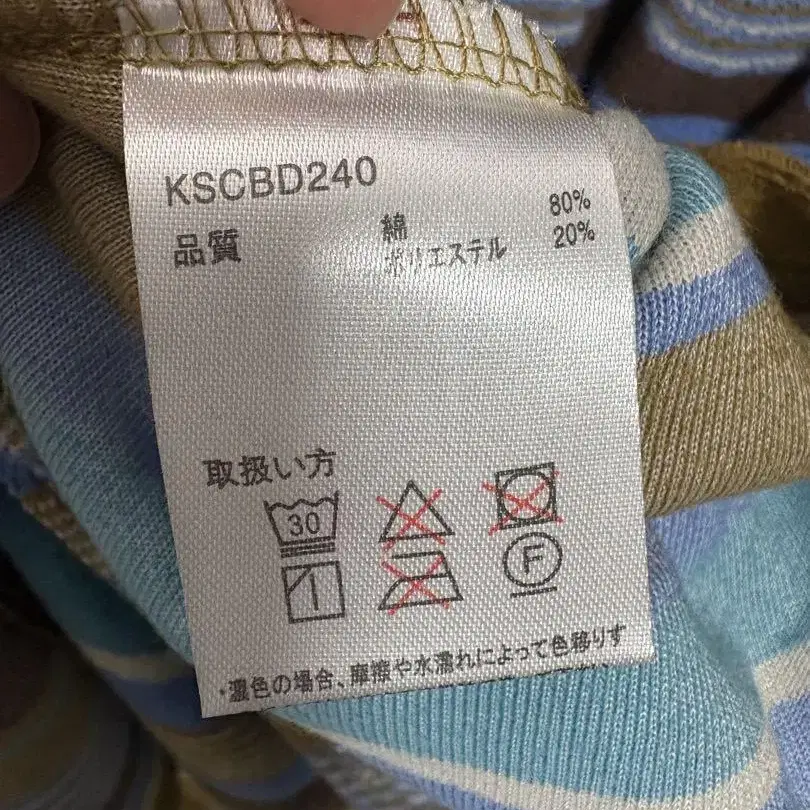 KSCBD240
品質 綿 80%
ポリエステル 20%
取扱い方
30
F
・濃色の場合、摩擦や水濡れによって色移りす